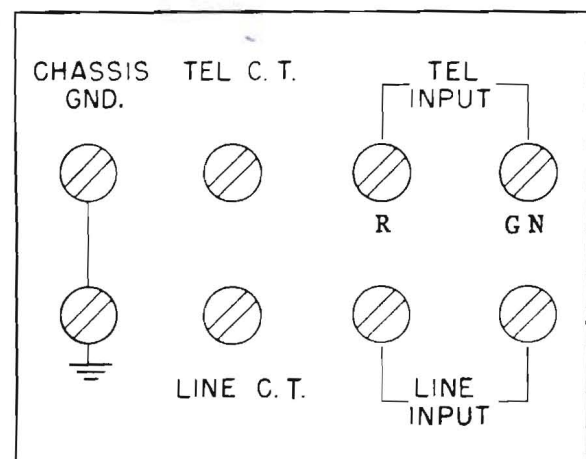 CHASSIS
GND.
TEL C. T.
TEL
INPUT
R
GN
LINE C. T.
LINE
INPUT